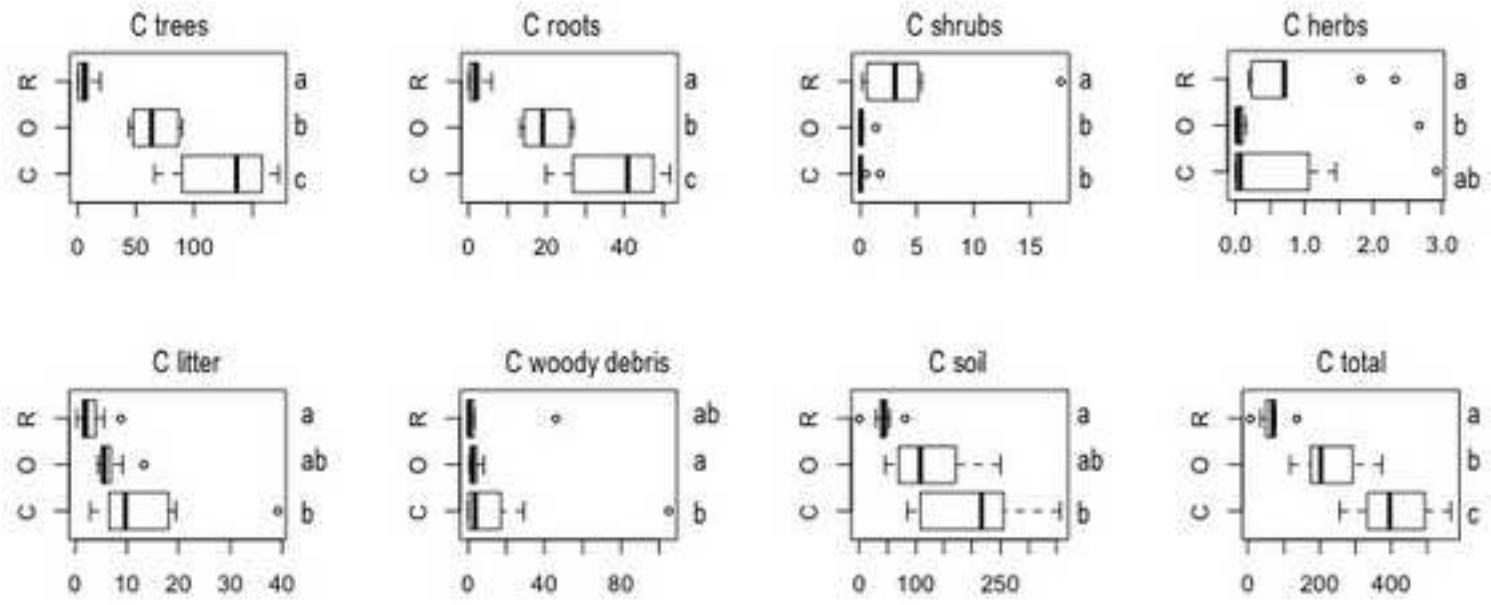 C trees
R a
O b
C c
0 50 100
C roots
R a
O b
C c
0 20 40
C shrubs
R a
O b
C b
0 5 10 15
C herbs
R a
O b
C ab
0.0 1.0 2.0 3.0
C litter
R a
O ab
C b
0 10 20 30 40
C woody debris
R ab
O a
C b
0 40 80
C soil
R a
O ab
C b
0 100 250
C total
R a
O b
C c
0 200 400